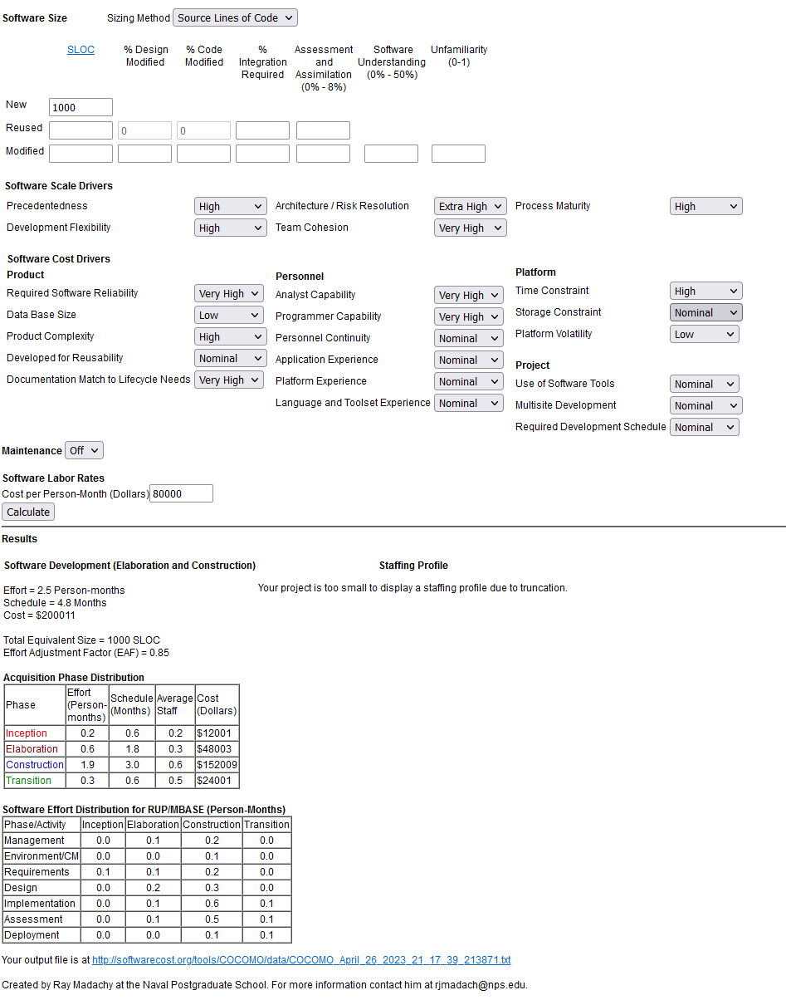 Software Size Sizing Method Source Lines of Code
SLOC % Design Modified % Code Modified % Integration Required Assessment and Assimilation (0% - 8%) Software Understanding (0% - 50%) Unfamiliarity (0-1)
New 1000
Reused 0 0
Modified
Software Scale Drivers
Precedentedness High Architecture / Risk Resolution Extra High Process Maturity High
Development Flexibility High Team Cohesion Very High
Software Cost Drivers
Product
Required Software Reliability Very High
Data Base Size Low
Product Complexity High
Developed for Reusability Nominal
Documentation Match to Lifecycle Needs Very High
Personnel
Analyst Capability Very High
Programmer Capability Very High
Personnel Continuity Nominal
Application Experience Nominal
Platform Experience Nominal
Language and Toolset Experience Nominal
Platform
Time Constraint High
Storage Constraint Nominal
Platform Volatility Low
Project
Use of Software Tools Nominal
Multisite Development Nominal
Required Development Schedule Nominal
Maintenance Off
Software Labor Rates
Cost per Person-Month (Dollars) 80000
Calculate
Results
Software Development (Elaboration and Construction)
Effort = 2.5 Person-months
Schedule = 4.8 Months
Cost = $200011
Total Equivalent Size = 1000 SLOC
Effort Adjustment Factor (EAF) = 0.85
Staffing Profile
Your project is too small to display a staffing profile due to truncation.
Acquisition Phase Distribution
Phase Effort (Person-months) Schedule (Months) Average Staff Cost (Dollars)
Inception 0.2 0.6 0.2 $12001
Elaboration 0.6 1.8 0.3 $48003
Construction 1.9 3.0 0.6 $152009
Transition 0.3 0.6 0.5 $24001
Software Effort Distribution for RUP/MBASE (Person-Months)
Phase/Activity Inception Elaboration Construction Transition
Management 0.0 0.1 0.2 0.0
Environment/CM 0.0 0.0 0.1 0.0
Requirements 0.1 0.1 0.2 0.0
Design 0.0 0.2 0.3 0.0
Implementation 0.0 0.1 0.6 0.1
Assessment 0.0 0.1 0.5 0.1
Deployment 0.0 0.0 0.1 0.1
Your output file is at http://softwarecost.org/tools/COCOMO/data/COCOMO_April_26_2023_21_17_39_213871.txt
Created by Ray Madachy at the Naval Postgraduate School. For more information contact him at rjmadach@nps.edu.